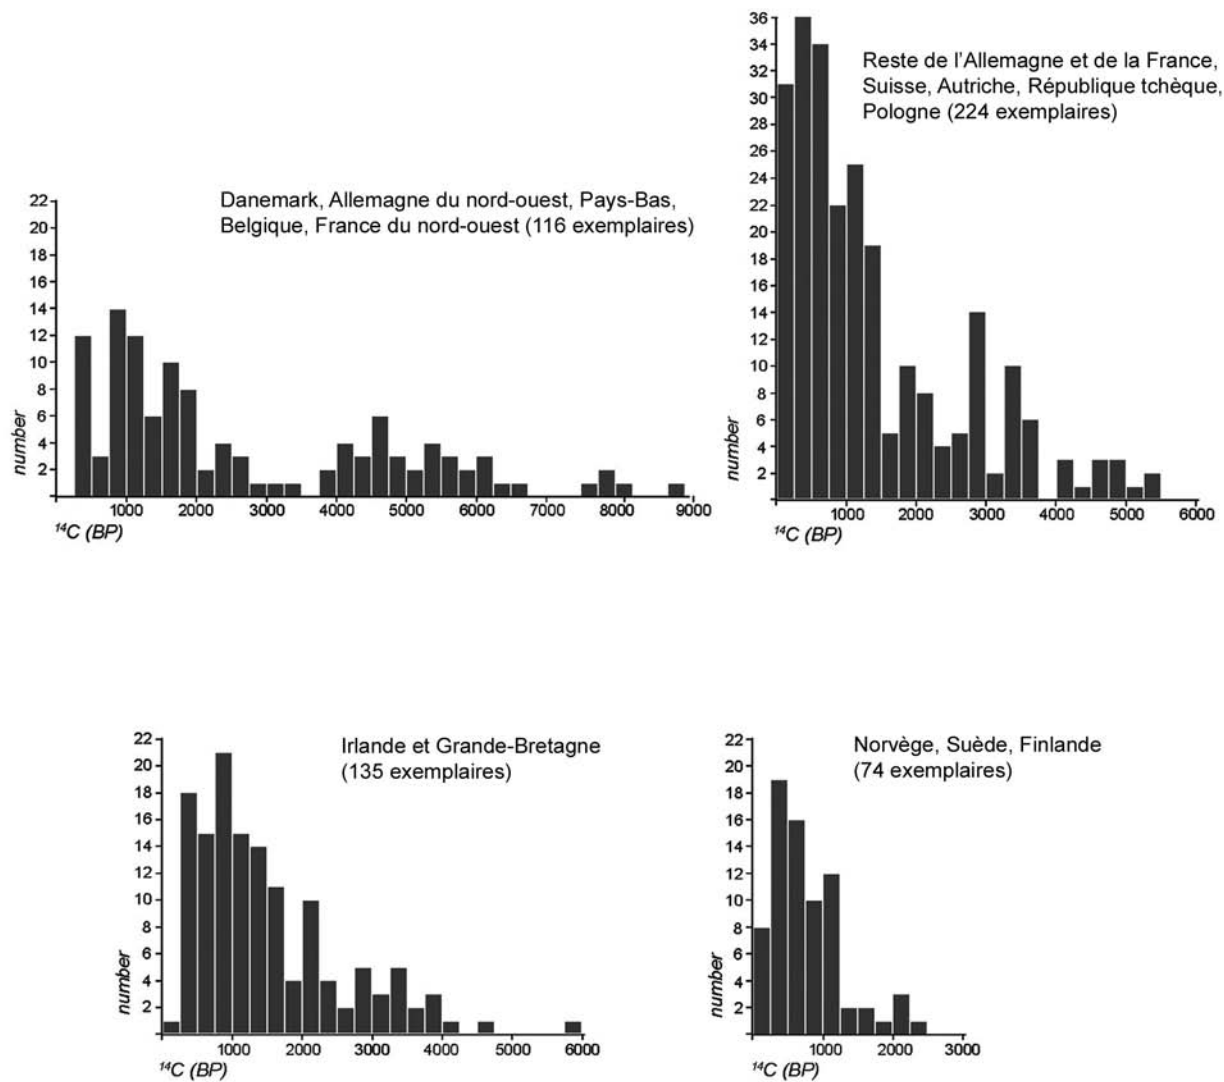 36
34
32
30
28
26
24
22
20
18
16
14
12
10
8
6
4
2
number
Reste de l'Allemagne et de la France,
Suisse, Autriche, République tchèque,
Pologne (224 exemplaires)
1000 2000 3000 4000 5000 6000
¹⁴C (BP)
22
20
18
16
14
12
10
8
6
4
2
number
Danemark, Allemagne du nord-ouest, Pays-Bas,
Belgique, France du nord-ouest (116 exemplaires)
1000 2000 3000 4000 5000 6000 7000 8000 9000
¹⁴C (BP)
22
20
18
16
14
12
10
8
6
4
2
number
Irlande et Grande-Bretagne
(135 exemplaires)
1000 2000 3000 4000 5000 6000
¹⁴C (BP)
22
20
18
16
14
12
10
8
6
4
2
number
Norvège, Suède, Finlande
(74 exemplaires)
1000 2000 3000
¹⁴C (BP)